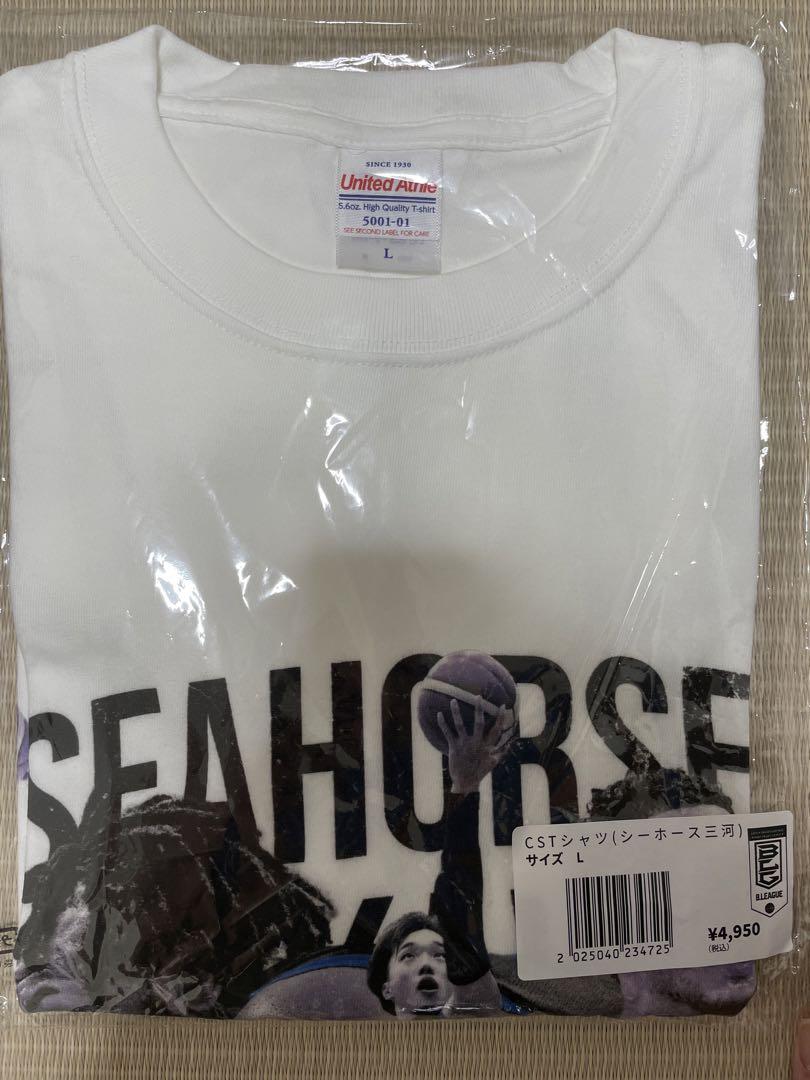 SINCE 1930
United Athle
5.6oz. High Quality T-shirt
5001-01
SEE SECOND LABEL FOR CARE
L
SEAHORSE
CSTシャツ(シーホース三河)
サイズ L
B.LEAGUE
¥4,950
(税込)
2 025040 234725